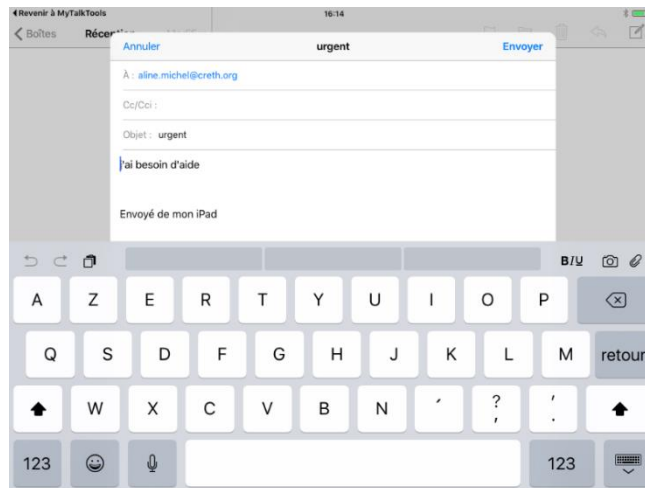 Revenir à MyTalkTools 16:14
Boîtes
Annuler urgent Envoyer
À : aline.michel@creth.org
Cc/Cci :
Objet : urgent
j'ai besoin d'aide
Envoyé de mon iPad
BIU
A Z E R T Y U I O P
Q S D F G H J K L M retour
W X C V B N ´ ? , ' .
123 123